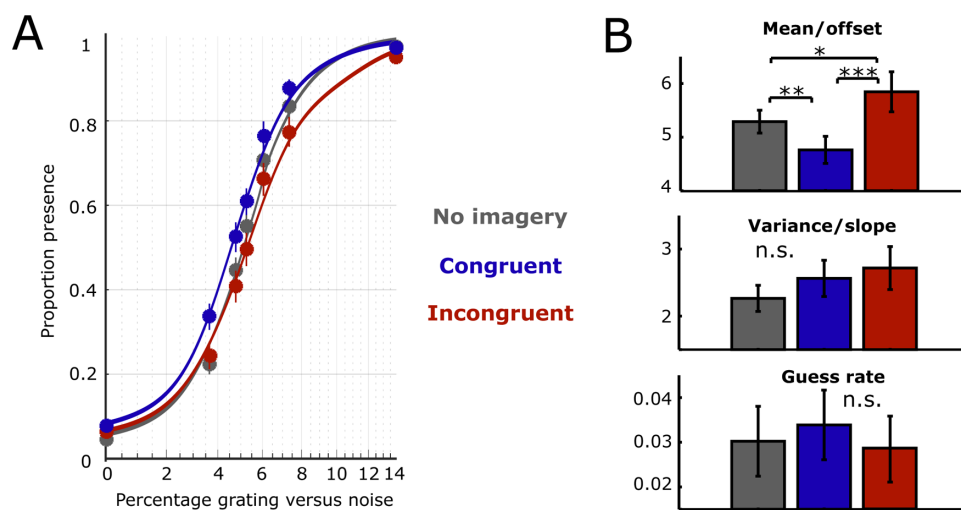 A
Proportion presence
1
0.8
0.6
0.4
0.2
0
0 2 4 6 8 10 12 14
Percentage grating versus noise
No imagery
Congruent
Incongruent
B
Mean/offset
*
** ***
6
5
4
Variance/slope
n.s.
3
2
Guess rate
n.s.
0.04
0.03
0.02